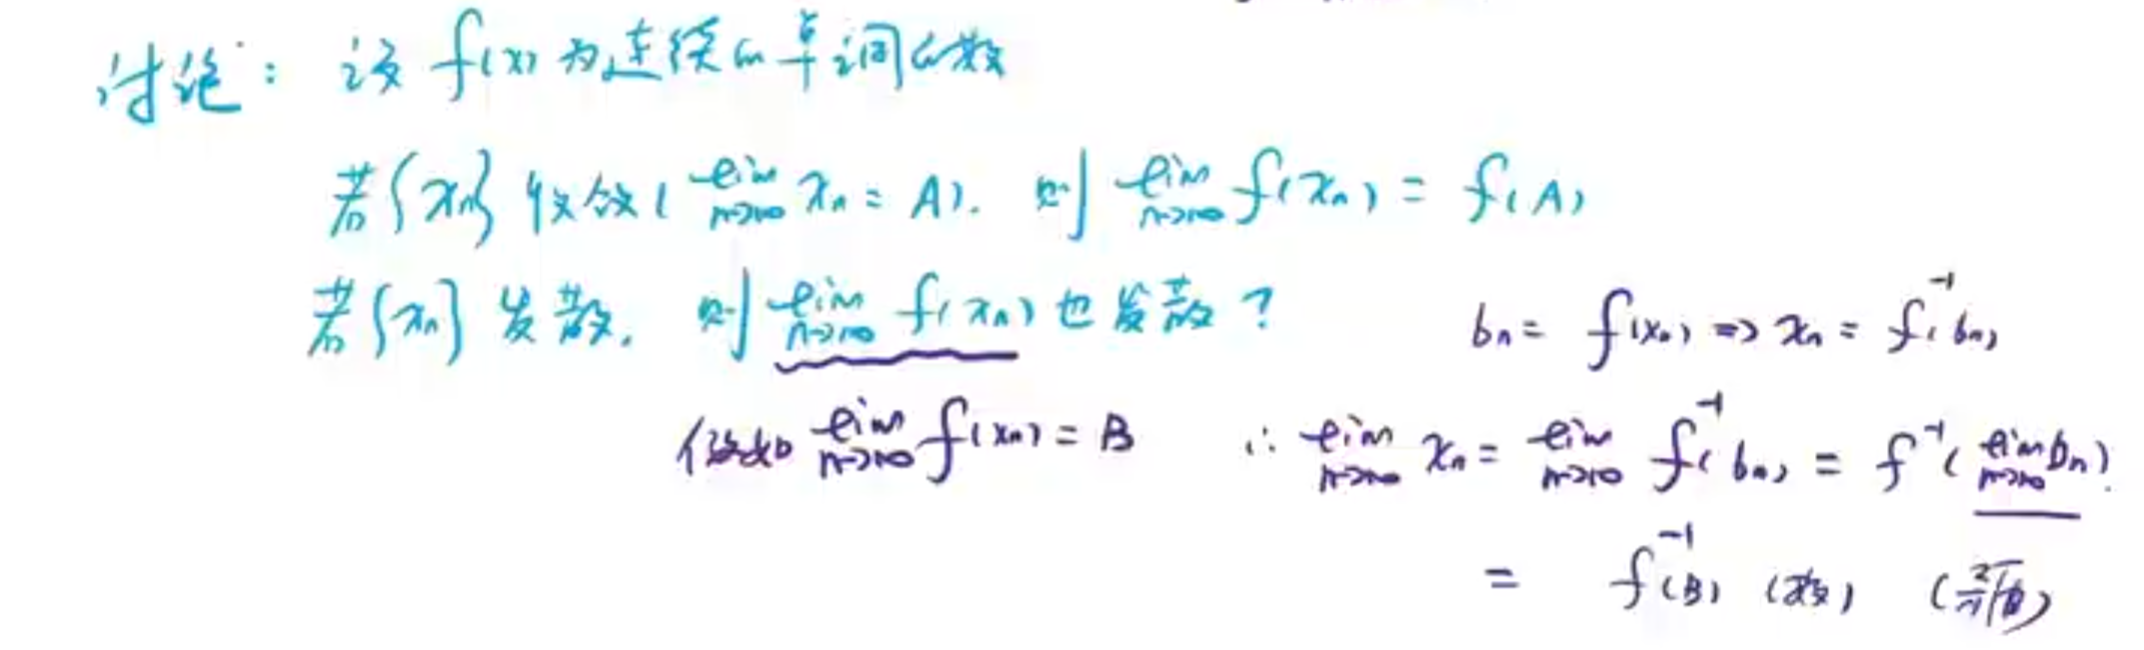 讨论：设 f(x) 为连续的单调函数
若{xₙ} 收敛(lim_{n→∞} xₙ = A). 则 lim_{n→∞} f(xₙ) = f(A)
若{xₙ} 发散. 则 lim_{n→∞} f(xₙ) 也发散？
bₙ = f(xₙ) ⇒ xₙ = f⁻¹(bₙ)
假如 lim_{n→∞} f(xₙ) = B
∴ lim_{n→∞} xₙ = lim_{n→∞} f⁻¹(bₙ) = f⁻¹(lim_{n→∞} bₙ).
= f⁻¹(B) (数) (矛盾)